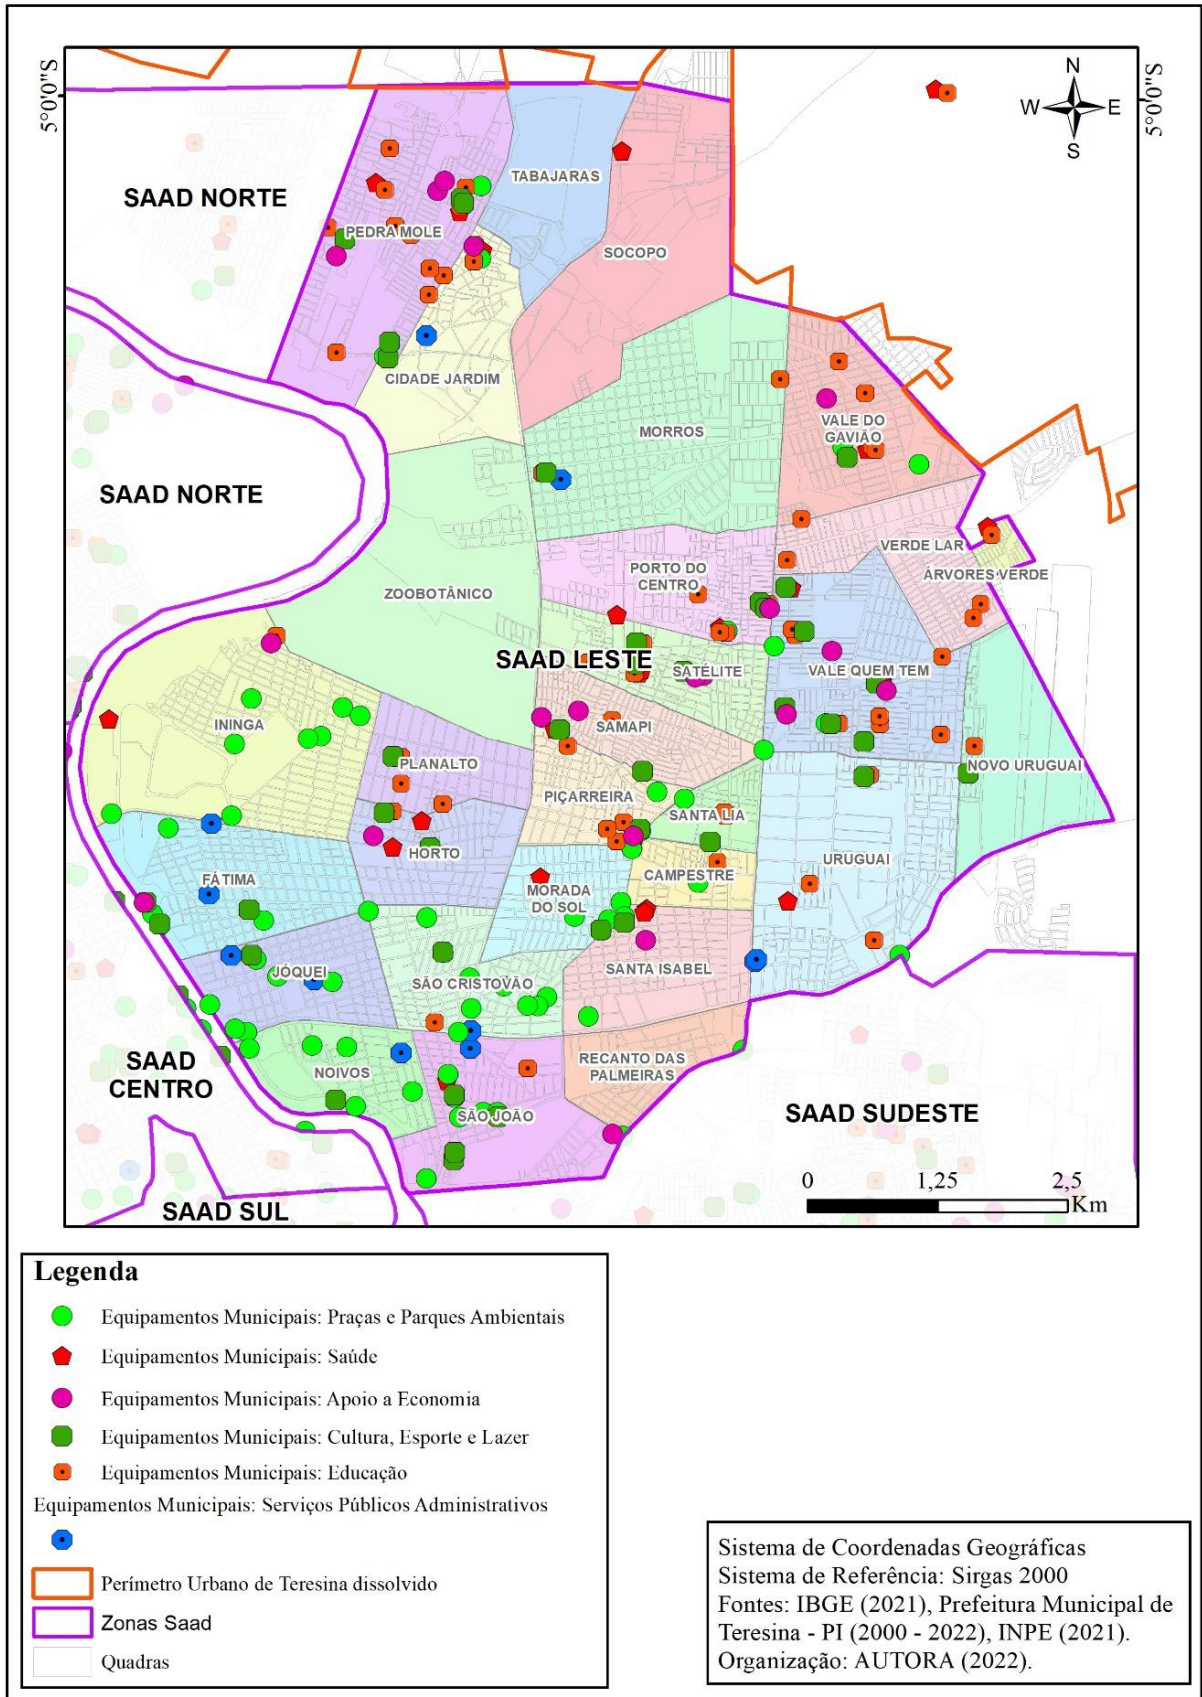 5°0'0"S
5°0'0"S
N
W
E
S
TABAJARAS
SAAD NORTE
PEDRA MOLE
SOCOPO
CIDADE JARDIM
MORROS
VALE DO
GAVIÃO
SAAD NORTE
VERDE LAR
PORTO DO
CENTRO
ÁRVORES VERDE
ZOOBOTÂNICO
SAAD LESTE
SATÉLITE
VALE QUEM TEM
ININGA
SAMAPI
PLANALTO
NOVO URUGUAI
PIÇARREIRA
SANTA LIA
HORTO
URUGUAI
FÁTIMA
MORADA
DO SOL
CAMPESTRE
JÓQUEI
SÃO CRISTOVÃO
SANTA ISABEL
SAAD
CENTRO
NOIVOS
RECANTO DAS
PALMEIRAS
SÃO JOÃO
SAAD SUDESTE
SAAD SUL
0 1,25 2,5
Km
Legenda
Equipamentos Municipais: Praças e Parques Ambientais
Equipamentos Municipais: Saúde
Equipamentos Municipais: Apoio a Economia
Equipamentos Municipais: Cultura, Esporte e Lazer
Equipamentos Municipais: Educação
Equipamentos Municipais: Serviços Públicos Administrativos
Perímetro Urbano de Teresina dissolvido
Zonas Saad
Quadras
Sistema de Coordenadas Geográficas
Sistema de Referência: Sirgas 2000
Fontes: IBGE (2021), Prefeitura Municipal de
Teresina - PI (2000 - 2022), INPE (2021).
Organização: AUTORA (2022).